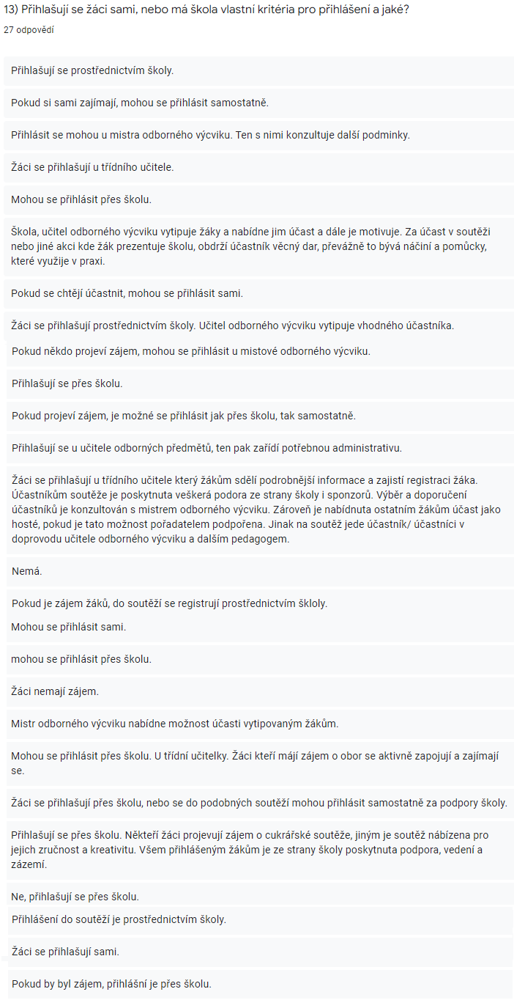 13) Přihlašují se žáci sami, nebo má škola vlastní kritéria pro přihlášení a jaké?
27 odpovědí
Přihlašují se prostřednictvím školy.
Pokud si sami zajímají, mohou se přihlásit samostatně.
Přihlásit se mohou u mistra odborného výcviku. Ten s nimi konzultuje další podminky.
Žáci se přihlašují u třídního učitele.
Mohou se přihlásit přes školu.
Škola, učitel odborného výcviku vytipuje žáky a nabídne jim účast a dále je motivuje. Za účast v soutěži
nebo jiné akci kde žák prezentuje školu, obdrží účastník věcný dar, převážně to bývá náčiní a pomůcky,
které využije v praxi.
Pokud se chtějí účastnit, mohou se přihlásit sami.
Žáci se přihlašují prostřednictvím školy. Učitel odborného výcviku vytipuje vhodného účastníka.
Pokud někdo projeví zájem, mohou se přihlásit u mistové odborného výcviku.
Přihlašují se přes školu.
Pokud projeví zájem, je možné se přihlásit jak přes školu, tak samostatně.
Přihlašují se u učitele odborných předmětů, ten pak zařídí potřebnou administrativu.
Žáci se přihlašují u třídního učitele který žákům sdělí podrobnější informace a zajistí registraci žáka.
Účastníkům soutěže je poskytnuta veškerá podora ze strany školy i sponzorů. Výběr a doporučení
účastníků je konzultován s mistrem odborného výcviku. Zároveň je nabídnuta ostatním žákům účast jako
hosté, pokud je tato možnost pořadatelem podpořena. Jinak na soutěž jede účastník/ účastníci v
doprovodu učitele odborného výcviku a dalším pedagogem.
Nemá.
Pokud je zájem žáků, do soutěží se registrují prostřednictvím škloly.
Mohou se přihlásit sami.
mohou se přihlásit přes školu.
Žáci nemají zájem.
Mistr odborného výcviku nabídne možnost účasti vytipovaným žákům.
Mohou se přihlásit přes školu. U třídní učitelky. Žáci kteří májí zájem o obor se aktivně zapojují a zajímají
se.
Žáci se přihlašují přes školu, nebo se do podobných soutěží mohou přihlásit samostatně za podpory školy.
Přihlašují se přes školu. Někteří žáci projevují zájem o cukrářské soutěže, jiným je soutěž nábízena pro
jejich zručnost a kreativitu. Všem přihlášeným žákům je ze strany školy poskytnuta podpora, vedení a
zázemí.
Ne, přihlašují se přes školu.
Přihlášení do soutěží je prostřednictvím školy.
Žáci se přihlašují sami.
Pokud by byl zájem, přihlášní je přes školu.